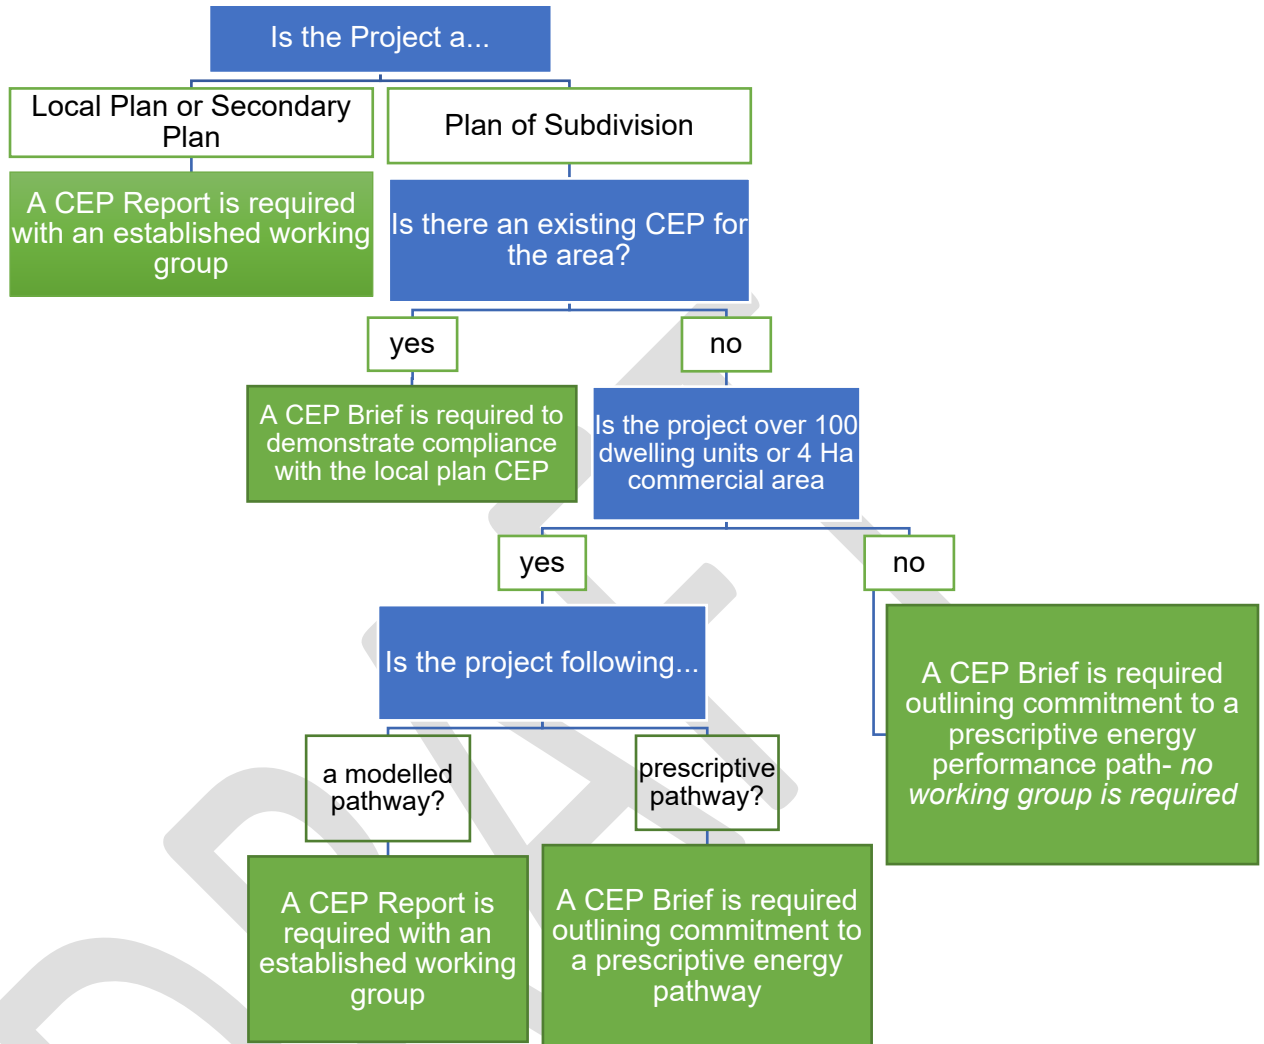 Is the Project a...
Local Plan or Secondary
Plan
Plan of Subdivision
A CEP Report is required
with an established working
group
Is there an existing CEP for
the area?
yes
no
A CEP Brief is required to
demonstrate compliance
with the local plan CEP
Is the project over 100
dwelling units or 4 Ha
commercial area
yes
no
Is the project following...
A CEP Brief is required
outlining commitment to a
prescriptive energy
performance path- no
working group is required
a modelled
pathway?
prescriptive
pathway?
A CEP Report is
required with an
established working
group
A CEP Brief is required
outlining commitment to
a prescriptive energy
pathway
DRAFT